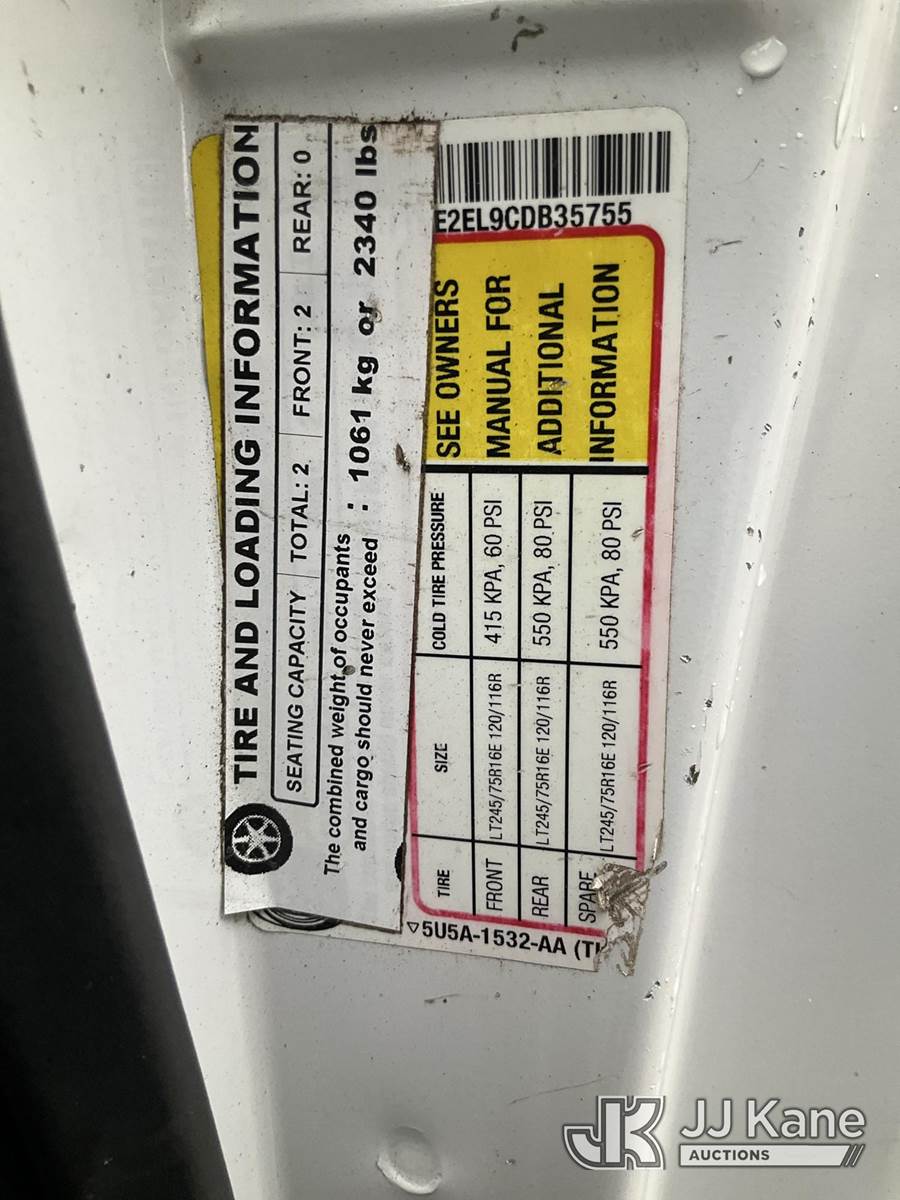 TIRE AND LOADING INFORMATION
SEATING CAPACITY TOTAL: 2 FRONT: 2 REAR: 0
The combined weight of occupants
and cargo should never exceed : 1061 kg or 2340 lbs
E2EL9CDB35755
TIRE SIZE COLD TIRE PRESSURE SEE OWNERS
FRONT LT245/75R16E 120/116R 415 KPA, 60 PSI MANUAL FOR
REAR LT245/75R16E 120/116R 550 KPA, 80 PSI ADDITIONAL
SPARE LT245/75R16E 120/116R 550 KPA, 80 PSI INFORMATION
▽5U5A-1532-AA (TI
JK JJ Kane
AUCTIONS